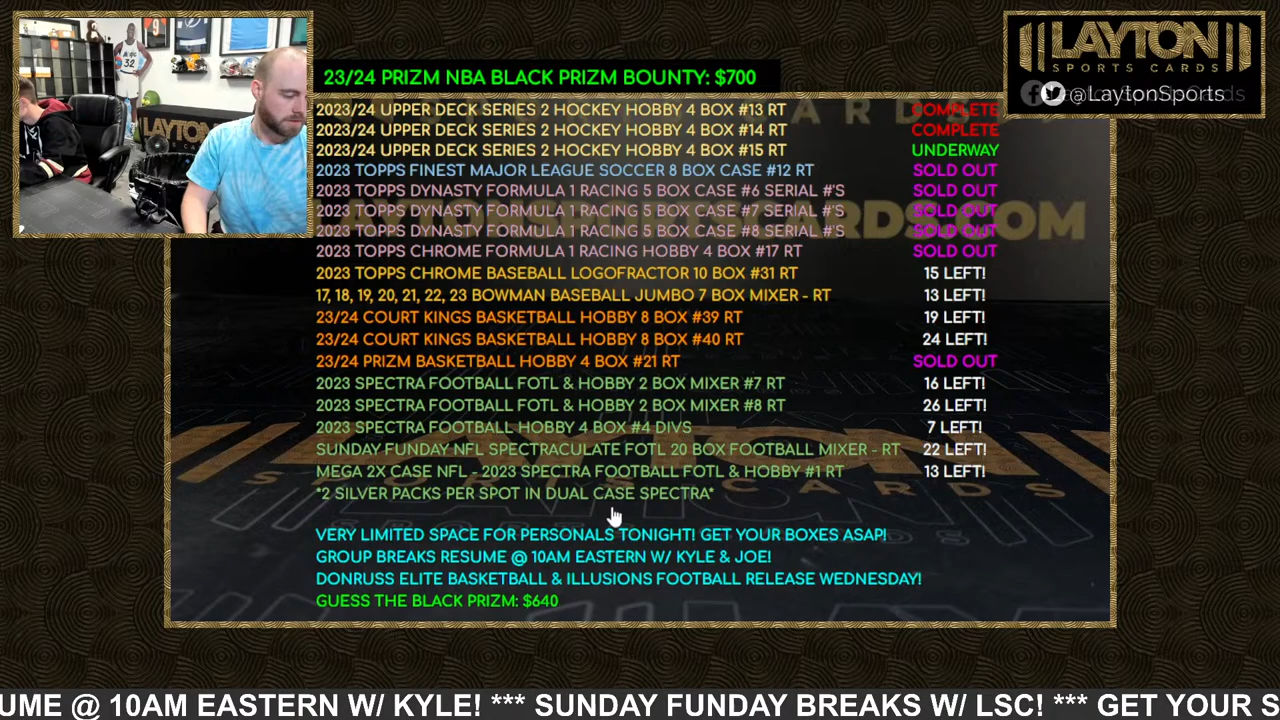 LAYTON
SPORTS CARDS
@LaytonSports
23/24 PRIZM NBA BLACK PRIZM BOUNTY: $700
2023/24 UPPER DECK SERIES 2 HOCKEY HOBBY 4 BOX #13 RT COMPLETE
2023/24 UPPER DECK SERIES 2 HOCKEY HOBBY 4 BOX #14 RT COMPLETE
2023/24 UPPER DECK SERIES 2 HOCKEY HOBBY 4 BOX #15 RT UNDERWAY
2023 TOPPS FINEST MAJOR LEAGUE SOCCER 8 BOX CASE #12 RT SOLD OUT
2023 TOPPS DYNASTY FORMULA 1 RACING 5 BOX CASE #6 SERIAL #'S SOLD OUT
2023 TOPPS DYNASTY FORMULA 1 RACING 5 BOX CASE #7 SERIAL #'S SOLD OUT
2023 TOPPS DYNASTY FORMULA 1 RACING 5 BOX CASE #8 SERIAL #'S SOLD OUT
2023 TOPPS CHROME FORMULA 1 RACING HOBBY 4 BOX #17 RT SOLD OUT
2023 TOPPS CHROME BASEBALL LOGOFRACTOR 10 BOX #31 RT 15 LEFT!
17, 18, 19, 20, 21, 22, 23 BOWMAN BASEBALL JUMBO 7 BOX MIXER - RT 13 LEFT!
23/24 COURT KINGS BASKETBALL HOBBY 8 BOX #39 RT 19 LEFT!
23/24 COURT KINGS BASKETBALL HOBBY 8 BOX #40 RT 24 LEFT!
23/24 PRIZM BASKETBALL HOBBY 4 BOX #21 RT SOLD OUT
2023 SPECTRA FOOTBALL FOTL & HOBBY 2 BOX MIXER #7 RT 16 LEFT!
2023 SPECTRA FOOTBALL FOTL & HOBBY 2 BOX MIXER #8 RT 26 LEFT!
2023 SPECTRA FOOTBALL HOBBY 4 BOX #4 DIVS 7 LEFT!
SUNDAY FUNDAY NFL SPECTRACULATE FOTL 20 BOX FOOTBALL MIXER - RT 22 LEFT!
MEGA 2X CASE NFL - 2023 SPECTRA FOOTBALL FOTL & HOBBY #1 RT 13 LEFT!
*2 SILVER PACKS PER SPOT IN DUAL CASE SPECTRA*
VERY LIMITED SPACE FOR PERSONALS TONIGHT! GET YOUR BOXES ASAP!
GROUP BREAKS RESUME @ 10AM EASTERN W/ KYLE & JOE!
DONRUSS ELITE BASKETBALL & ILLUSIONS FOOTBALL RELEASE WEDNESDAY!
GUESS THE BLACK PRIZM: $640
UME @ 10AM EASTERN W/ KYLE! *** SUNDAY FUNDAY BREAKS W/ LSC! *** GET YOUR S